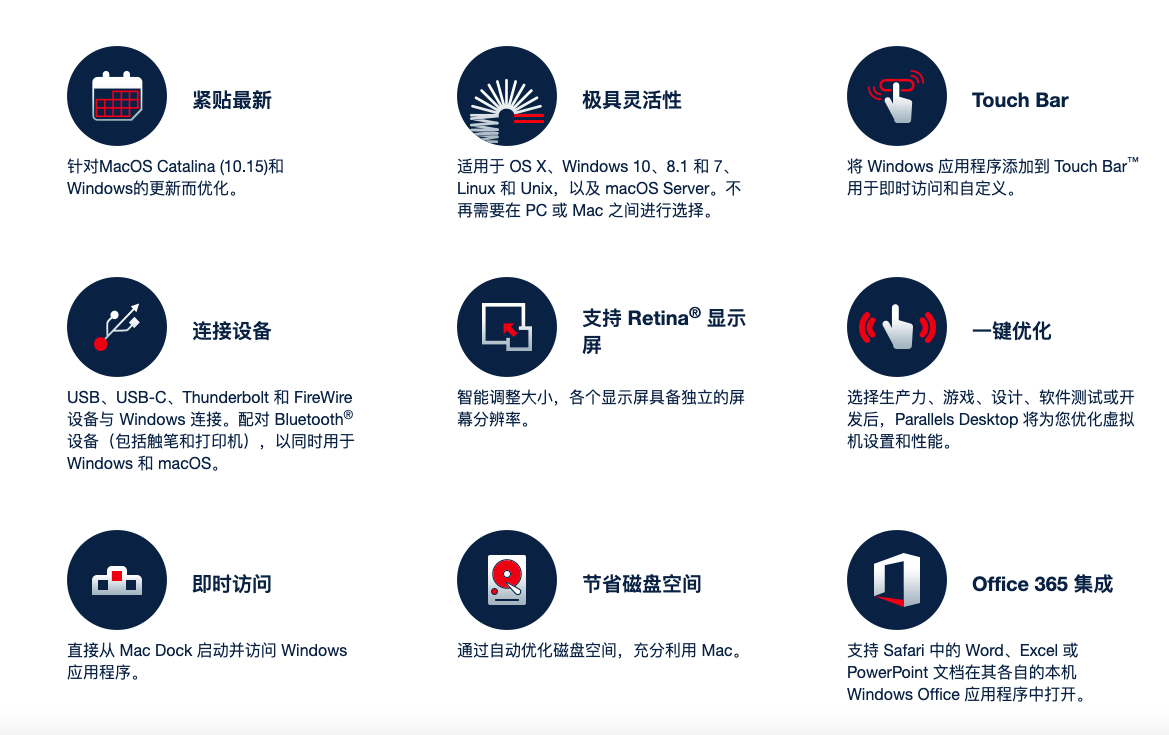 紧贴最新
针对MacOS Catalina (10.15)和
Windows的更新而优化。
极具灵活性
适用于 OS X、Windows 10、8.1 和 7、
Linux 和 Unix，以及 macOS Server。不
再需要在 PC 或 Mac 之间进行选择。
Touch Bar
将 Windows 应用程序添加到 Touch Bar™
用于即时访问和自定义。
连接设备
USB、USB-C、Thunderbolt 和 FireWire
设备与 Windows 连接。配对 Bluetooth®
设备（包括触笔和打印机），以同时用于
Windows 和 macOS。
支持 Retina® 显示
屏
智能调整大小，各个显示屏具备独立的屏
幕分辨率。
一键优化
选择生产力、游戏、设计、软件测试或开
发后，Parallels Desktop 将为您优化虚拟
机设置和性能。
即时访问
直接从 Mac Dock 启动并访问 Windows
应用程序。
节省磁盘空间
通过自动优化磁盘空间，充分利用 Mac。
Office 365 集成
支持 Safari 中的 Word、Excel 或
PowerPoint 文档在其各自的本机
Windows Office 应用程序中打开。